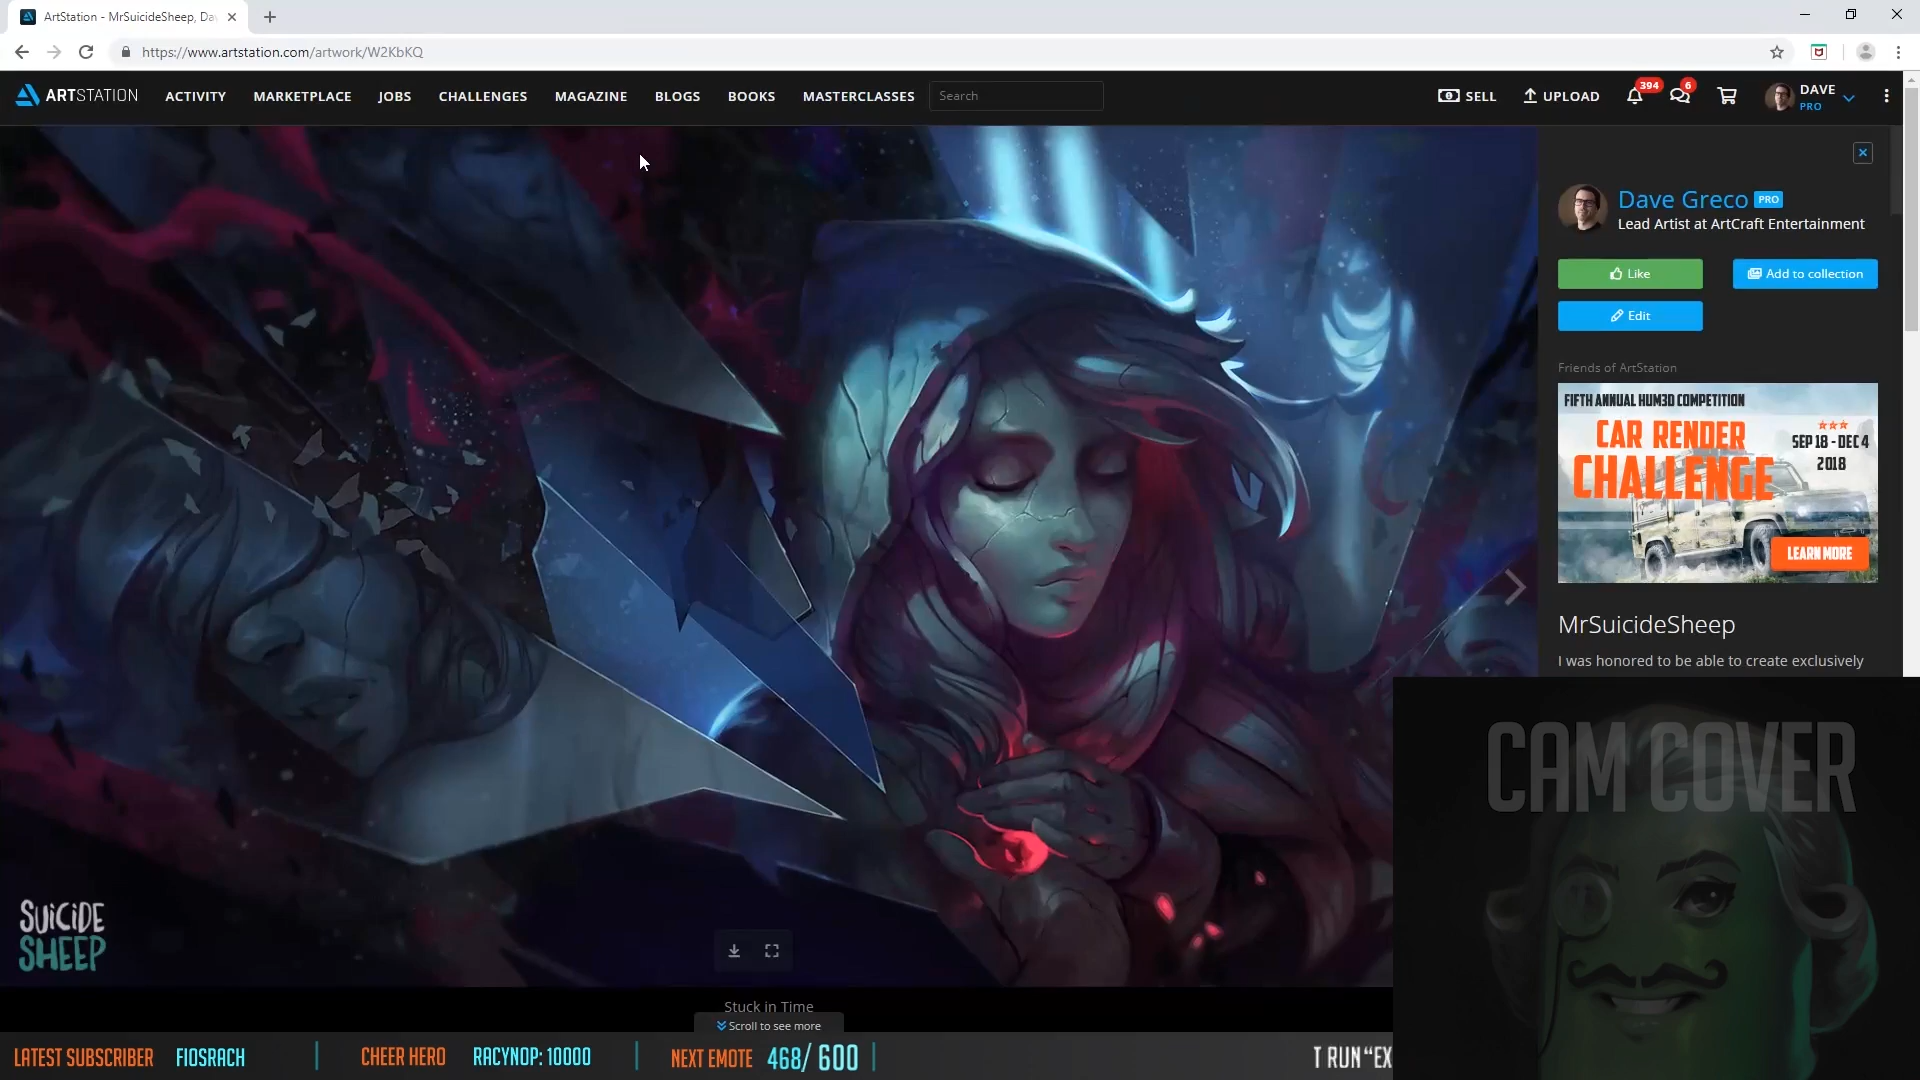 ArtStation - MrSuicideSheep, Da
https://www.artstation.com/artwork/W2KbKQ
ARTSTATION ACTIVITY MARKETPLACE JOBS CHALLENGES MAGAZINE BLOGS BOOKS MASTERCLASSES Search SELL UPLOAD 394 6 DAVE
PRO
Dave Greco PRO
Lead Artist at ArtCraft Entertainment
Like Add to collection
Edit
Friends of ArtStation
FIFTH ANNUAL HUM3D COMPETITION
CAR RENDER
CHALLENGE
SEP 18 - DEC 4
2018
LEARN MORE
MrSuicideSheep
I was honored to be able to create exclusively
CAM COVER
SUiCiDE
SHEEP
Stuck in Time
Scroll to see more
LATEST SUBSCRIBER FIOSRACH CHEER HERO RACYNOP: 10000 NEXT EMOTE 468/ 600 T RUN “EX